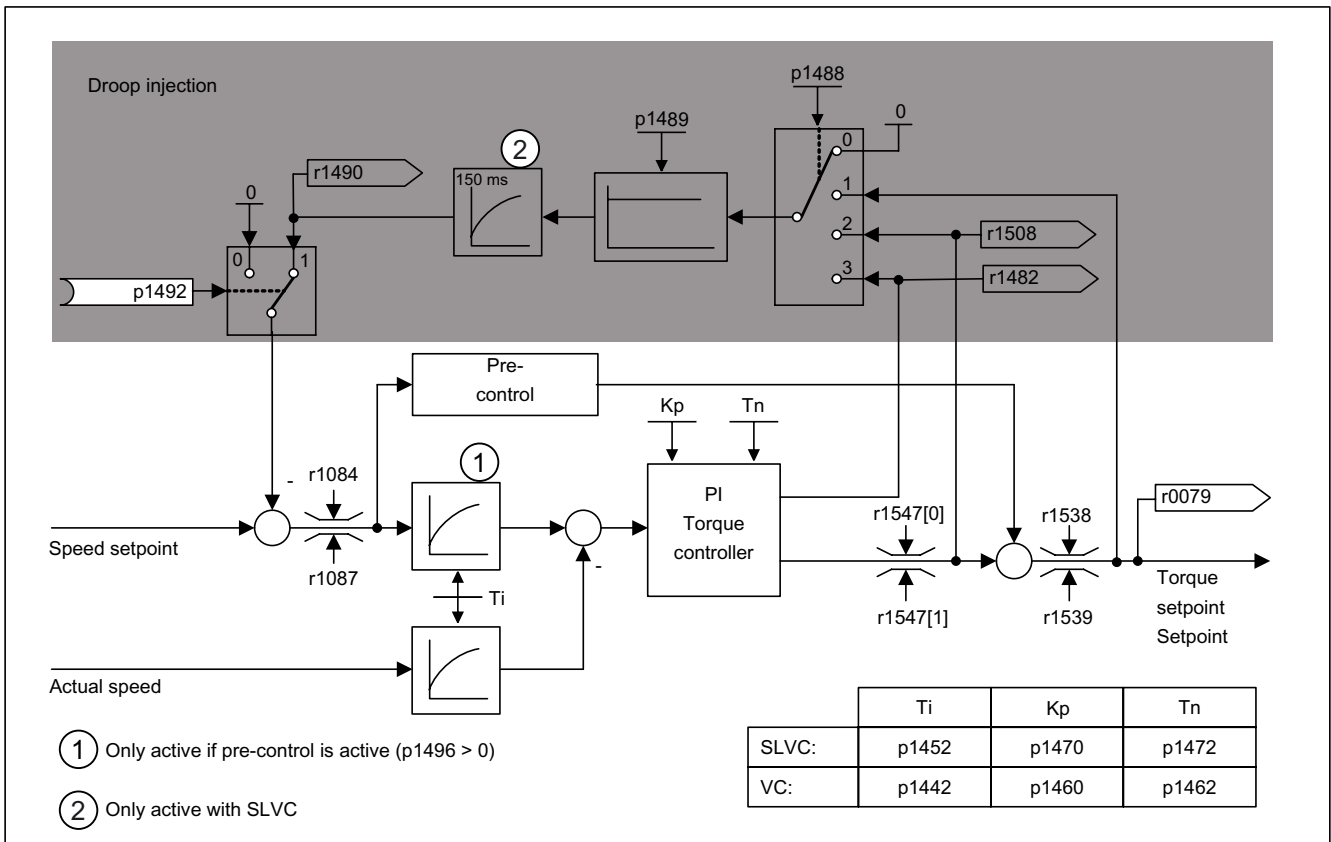 Droop injection
p1488
0
p1489
0
2
r1490
150 ms
1
0
2
r1508
0
1
3
r1482
p1492
Pre-
control
Kp
Tn
1
-
r1084
PI
Torque
controller
r0079
r1547[0]
r1538
Speed setpoint
-
r1087
Ti
r1547[1]
r1539
Torque
setpoint
Setpoint
Actual speed
Ti Kp Tn
SLVC: p1452 p1470 p1472
VC: p1442 p1460 p1462
1 Only active if pre-control is active (p1496 > 0)
2 Only active with SLVC